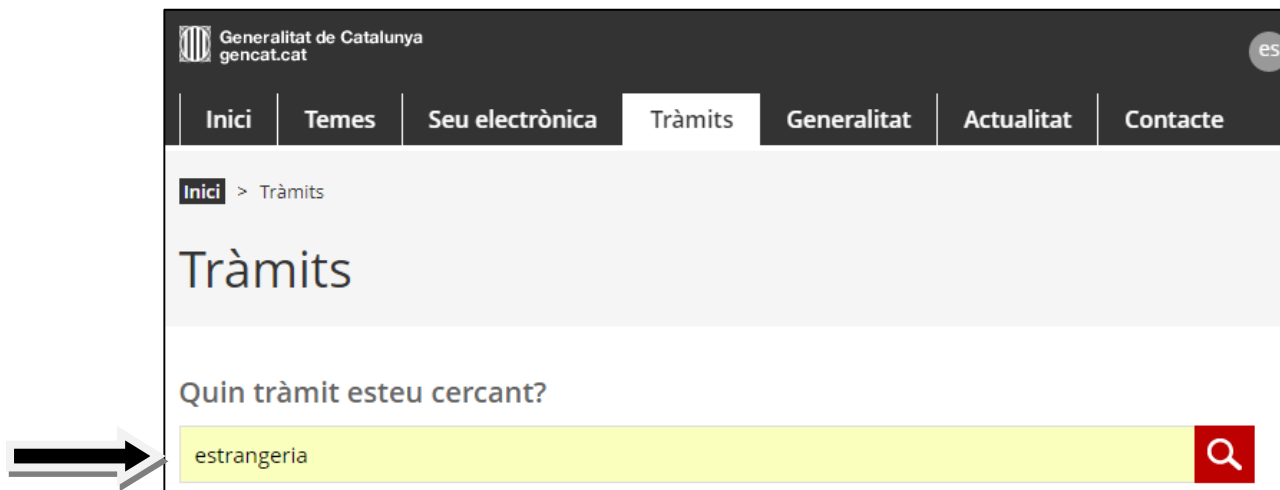 Generalitat de Catalunya
gencat.cat
es
Inici Temes Seu electrònica Tràmits Generalitat Actualitat Contacte
Inici > Tràmits
Tràmits
Quin tràmit esteu cercant?
estrangeria